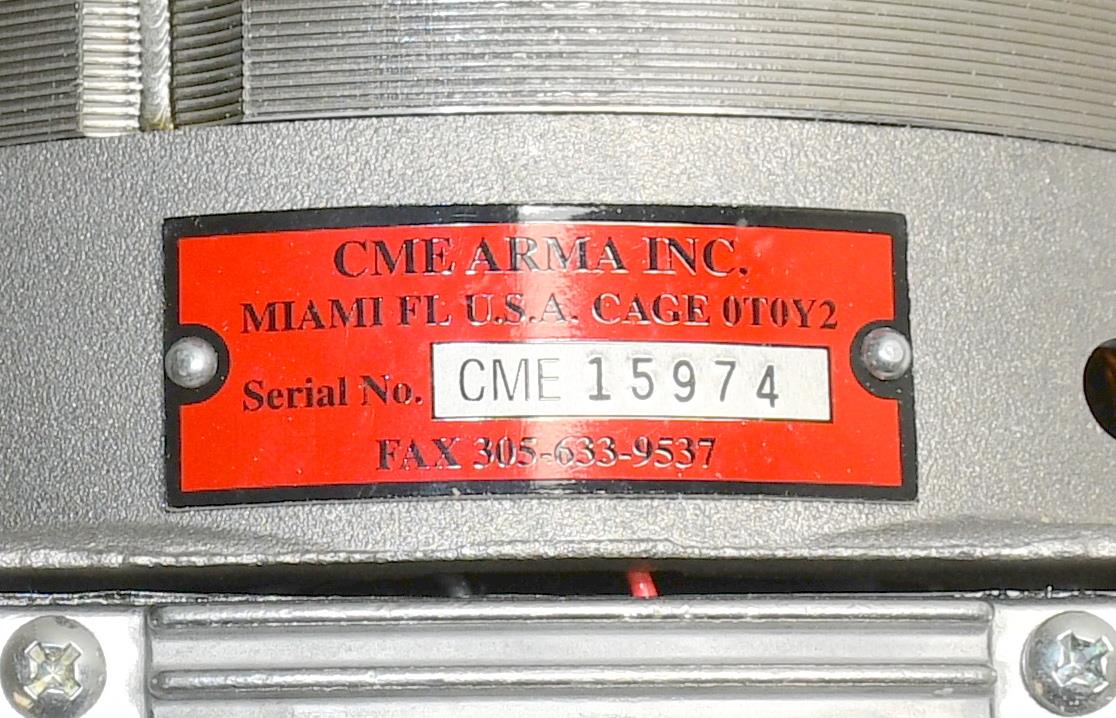 CME ARMA INC.
MIAMI FL U.S.A. CAGE 0T0Y2
Serial No. CME 15974
FAX 305-633-9537